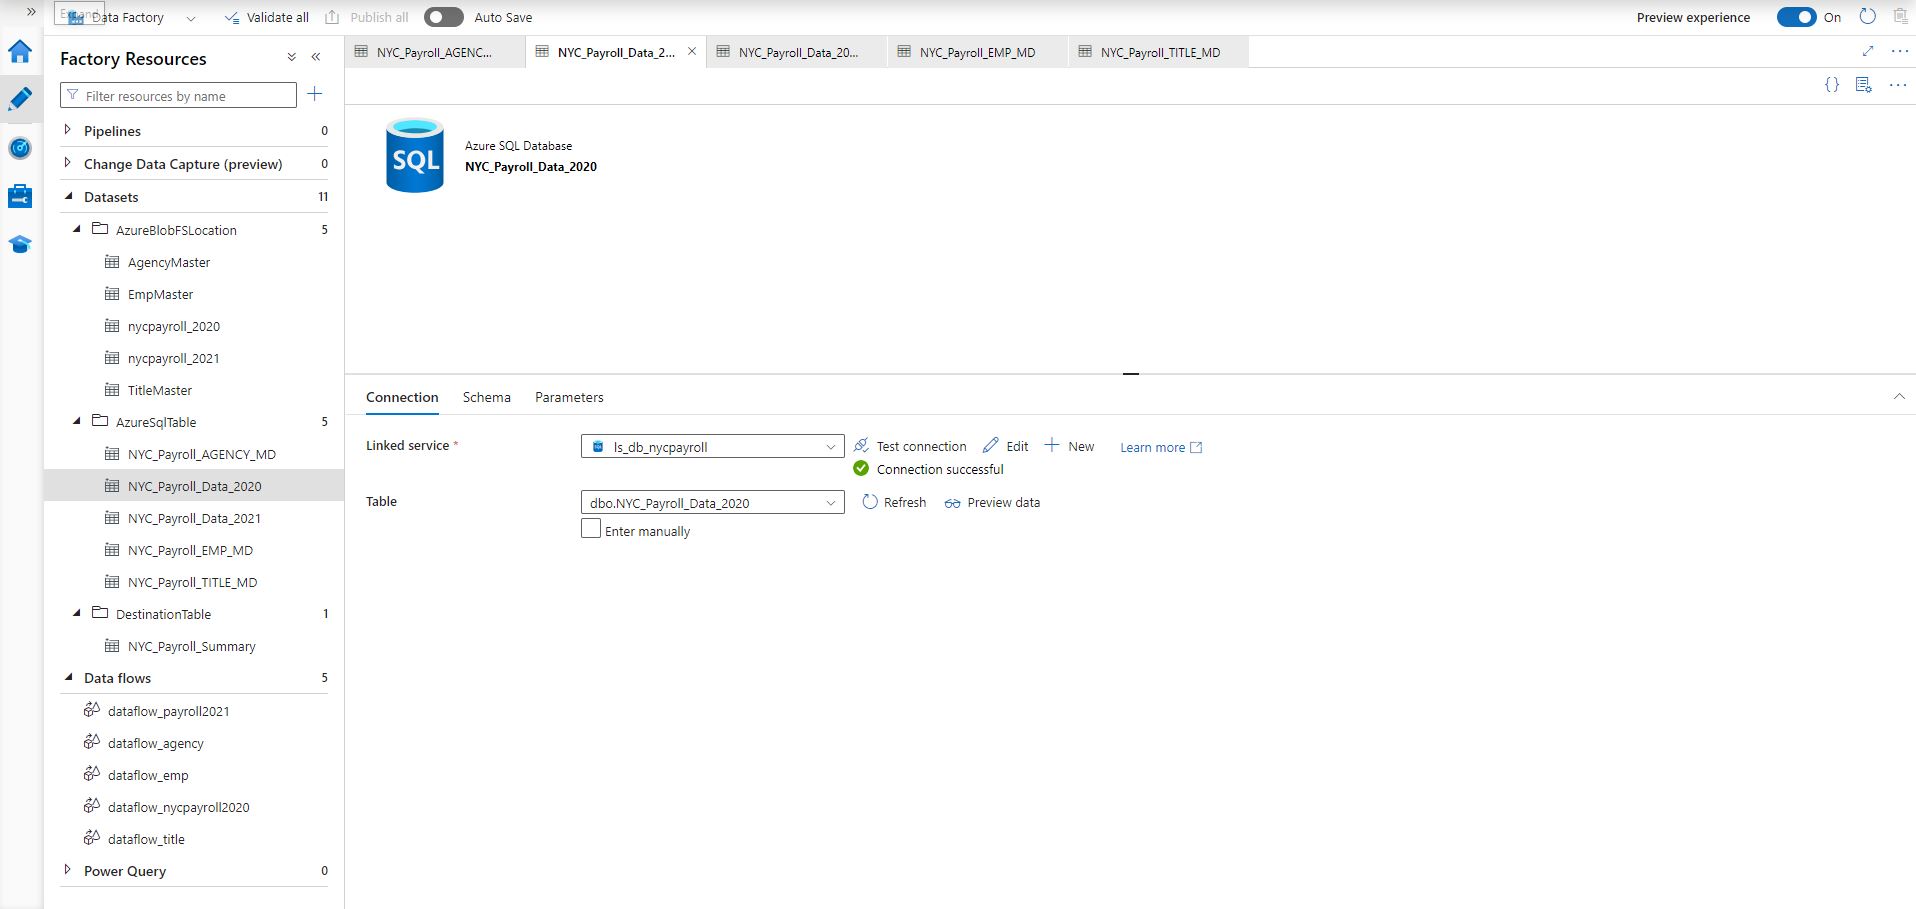 »
Data Factory
Validate all
Publish all
Auto Save
Preview experience
On
Factory Resources
Filter resources by name
Pipelines 0
Change Data Capture (preview) 0
Datasets 11
AzureBlobFSLocation 5
AgencyMaster
EmpMaster
nycpayroll_2020
nycpayroll_2021
TitleMaster
AzureSqlTable 5
NYC_Payroll_AGENCY_MD
NYC_Payroll_Data_2020
NYC_Payroll_Data_2021
NYC_Payroll_EMP_MD
NYC_Payroll_TITLE_MD
DestinationTable 1
NYC_Payroll_Summary
Data flows 5
dataflow_payroll2021
dataflow_agency
dataflow_emp
dataflow_nycpayroll2020
dataflow_title
Power Query 0
NYC_Payroll_AGENC...
NYC_Payroll_Data_2...
NYC_Payroll_Data_20...
NYC_Payroll_EMP_MD
NYC_Payroll_TITLE_MD
{}
SQL
Azure SQL Database
NYC_Payroll_Data_2020
Connection Schema Parameters
Linked service *
ls_db_nycpayroll
Test connection
Edit
New
Learn more
Connection successful
Table
dbo.NYC_Payroll_Data_2020
Refresh
Preview data
Enter manually